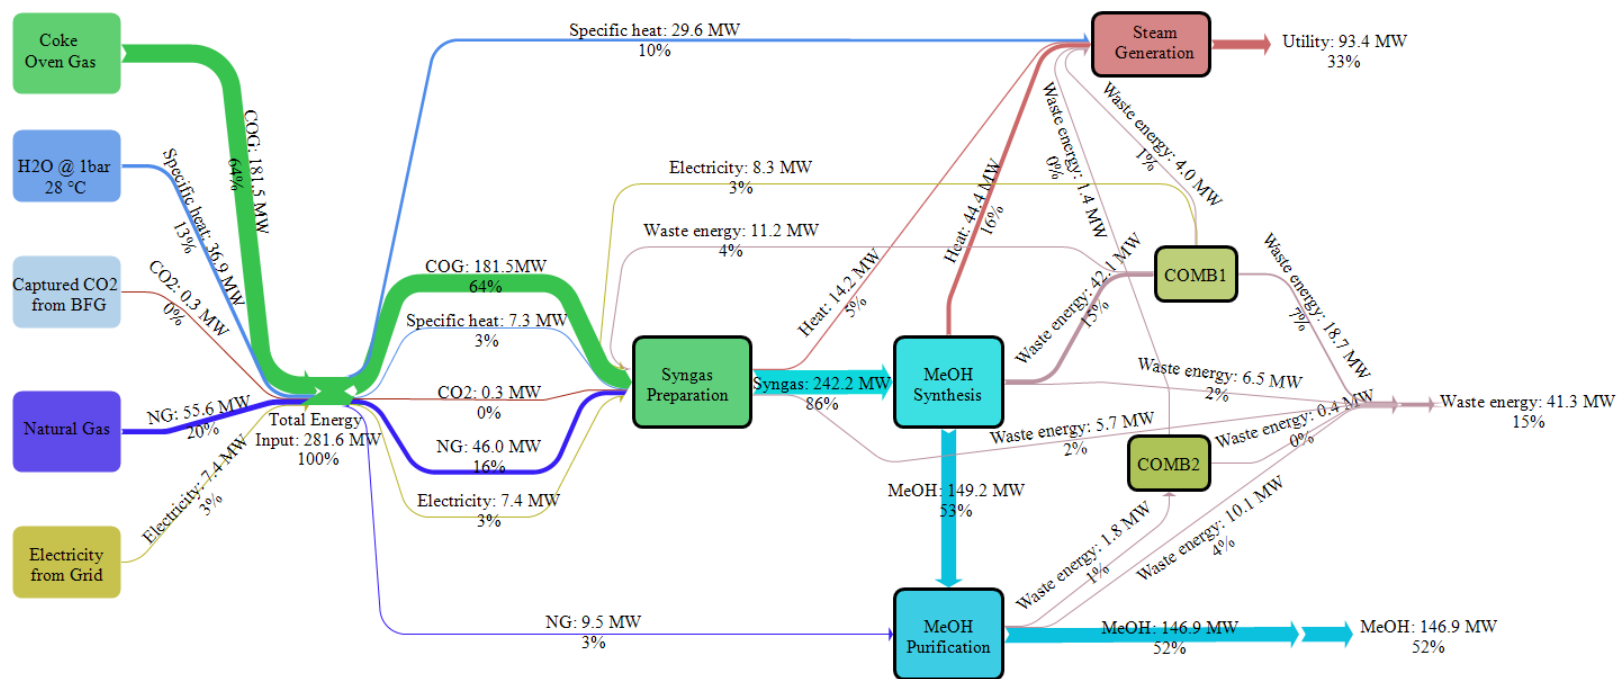 Coke
Oven Gas
H2O @ 1bar
28 °C
Captured CO2
from BFG
Natural Gas
Electricity
from Grid
COG: 181.5 MW
64%
Specific heat: 36.9 MW
13%
CO2: 0.3 MW
0%
NG: 55.6 MW
20%
Electricity: 7.4 MW
3%
Total Energy
Input: 281.6 MW
100%
Specific heat: 29.6 MW
10%
COG: 181.5MW
64%
Specific heat: 7.3 MW
3%
CO2: 0.3 MW
0%
NG: 46.0 MW
16%
Electricity: 7.4 MW
3%
NG: 9.5 MW
3%
Electricity: 8.3 MW
3%
Waste energy: 11.2 MW
4%
Syngas
Preparation
Heat: 14.2 MW
5%
Syngas: 242.2 MW
86%
MeOH
Synthesis
Heat: 44.4 MW
16%
Waste energy: 42.1 MW
15%
Waste energy: 1.4 MW
0%
Waste energy: 4.0 MW
1%
Steam
Generation
Utility: 93.4 MW
33%
COMB1
Waste energy: 18.7 MW
7%
Waste energy: 6.5 MW
2%
Waste energy: 5.7 MW
2%
Waste energy: 0.4 MW
0%
COMB2
Waste energy: 41.3 MW
15%
MeOH: 149.2 MW
53%
Waste energy: 1.8 MW
1%
Waste energy: 10.1 MW
4%
MeOH
Purification
MeOH: 146.9 MW
52%
MeOH: 146.9 MW
52%